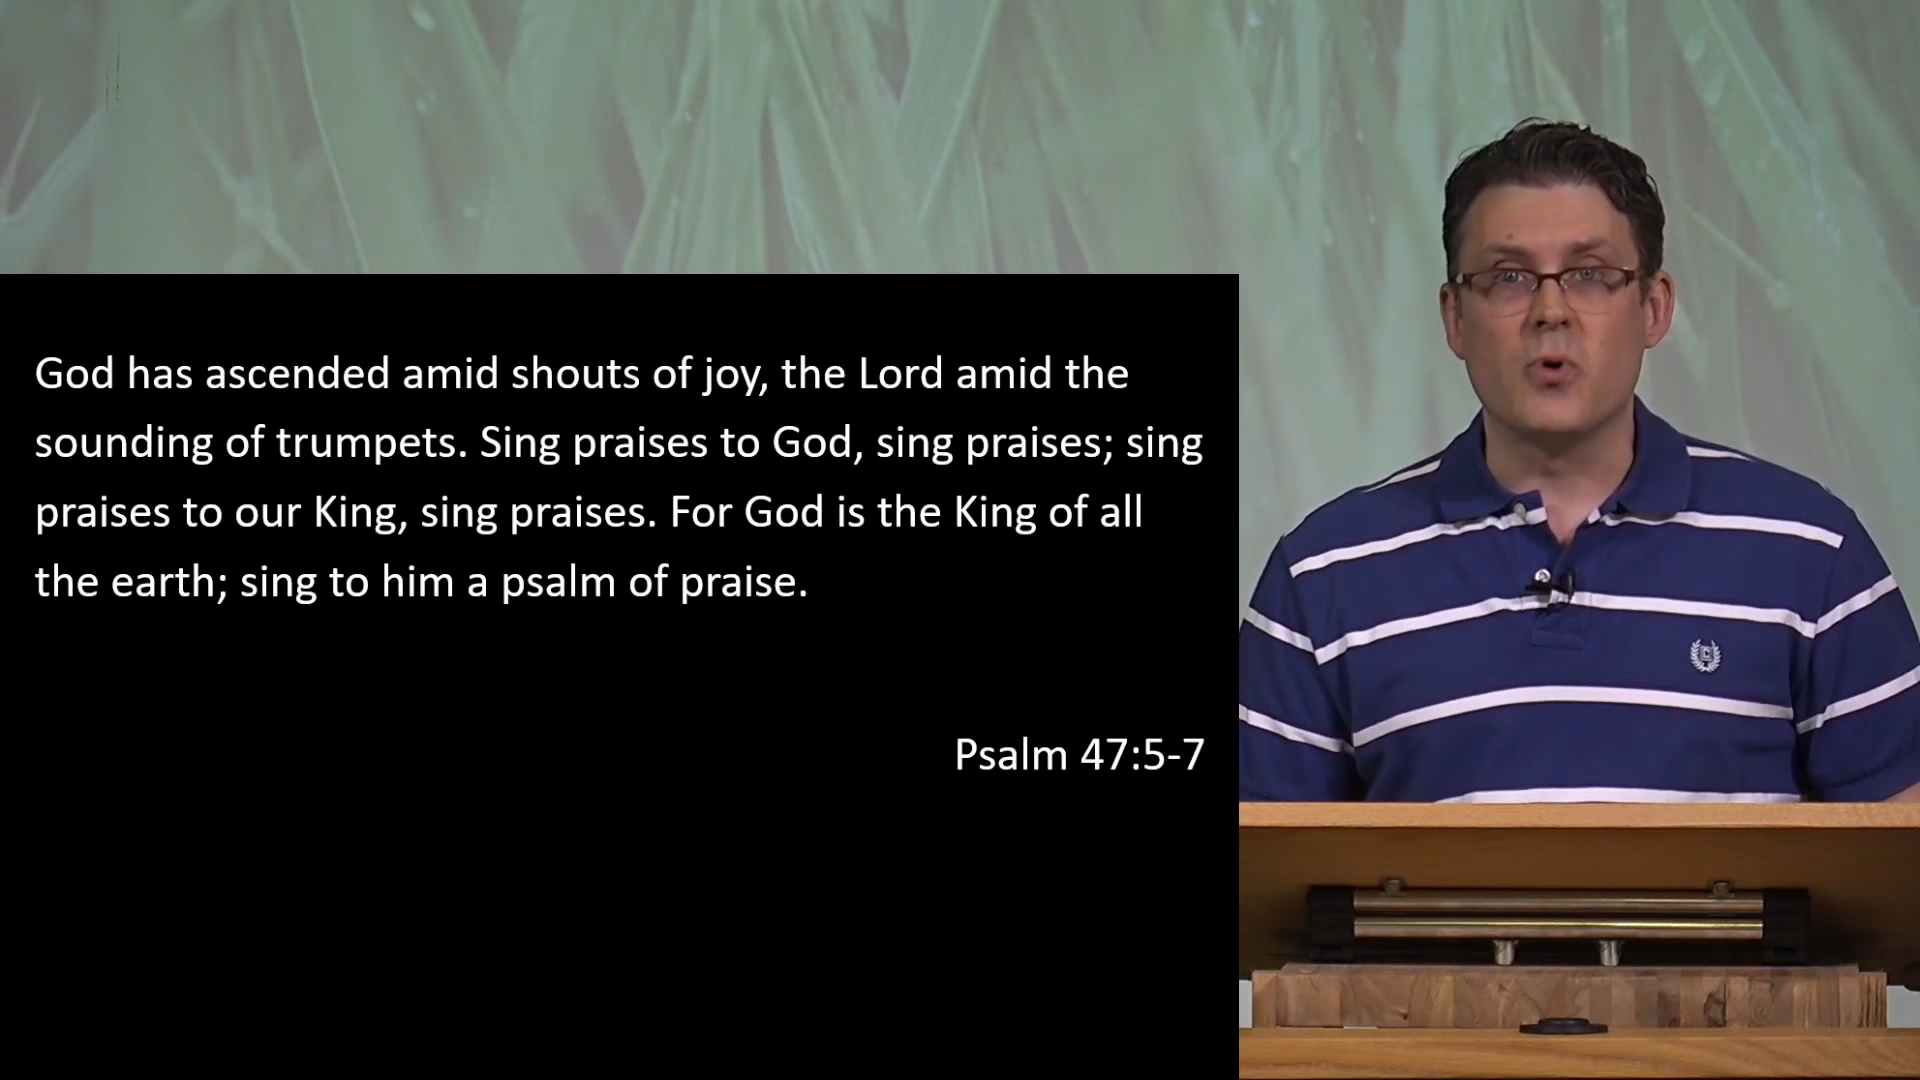 God has ascended amid shouts of joy, the Lord amid the
sounding of trumpets. Sing praises to God, sing praises; sing
praises to our King, sing praises. For God is the King of all
the earth; sing to him a psalm of praise.
Psalm 47:5-7